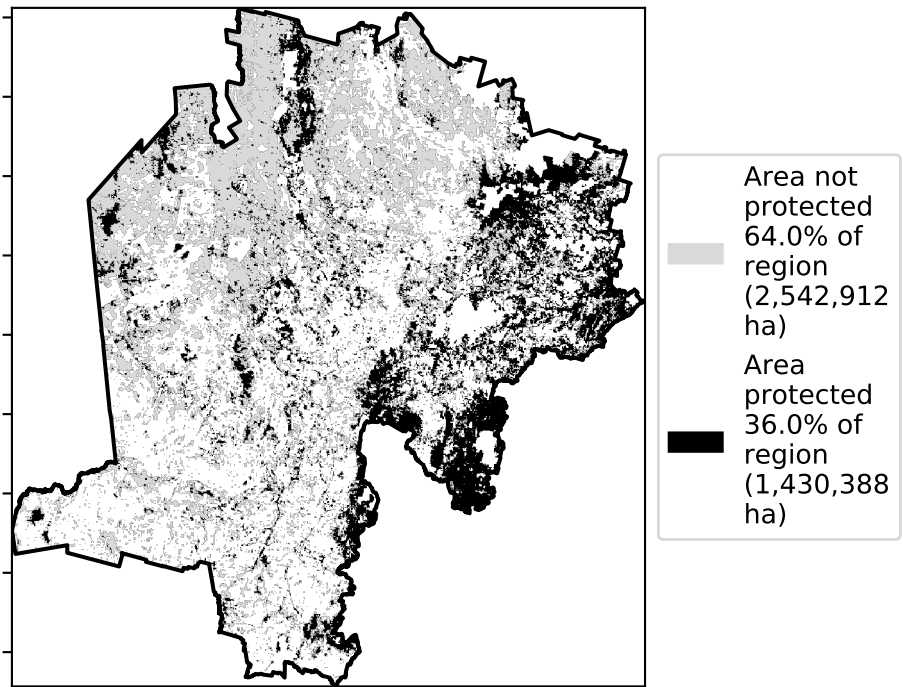 Area not
protected
64.0% of
region
(2,542,912
ha)
Area
protected
36.0% of
region
(1,430,388
ha)